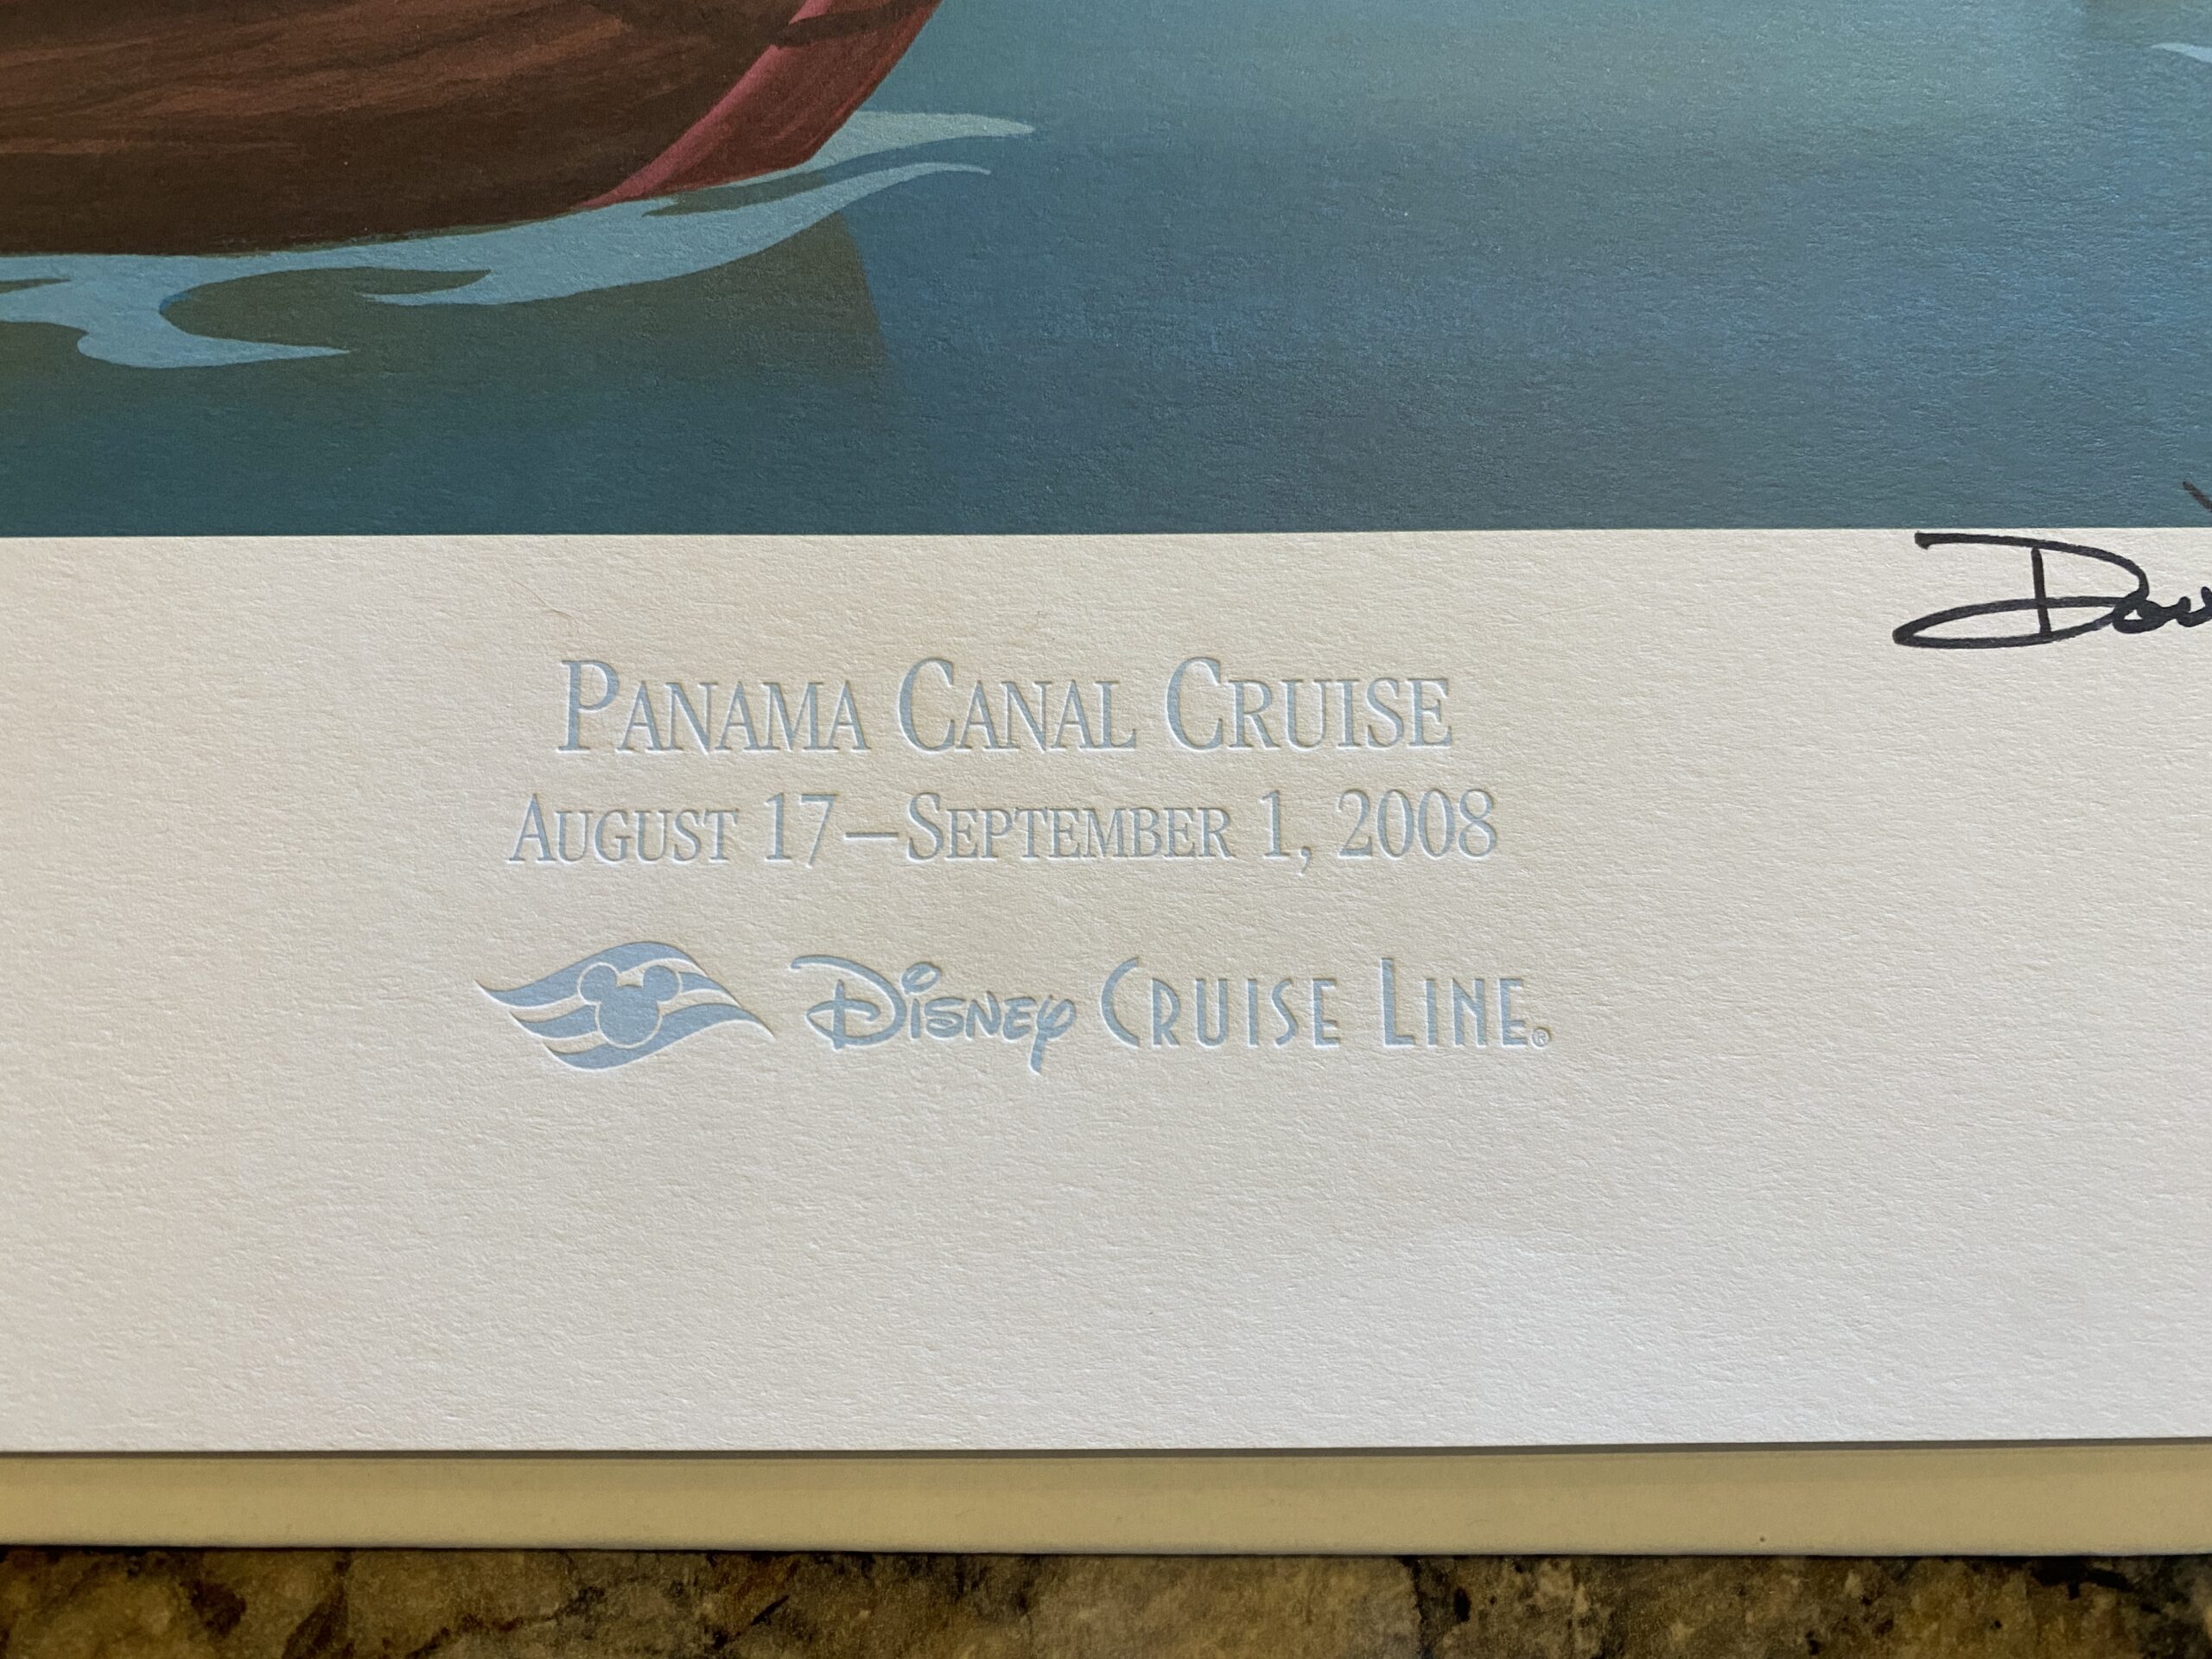 PANAMA CANAL CRUISE
AUGUST 17–SEPTEMBER 1, 2008
DISNEY CRUISE LINE®